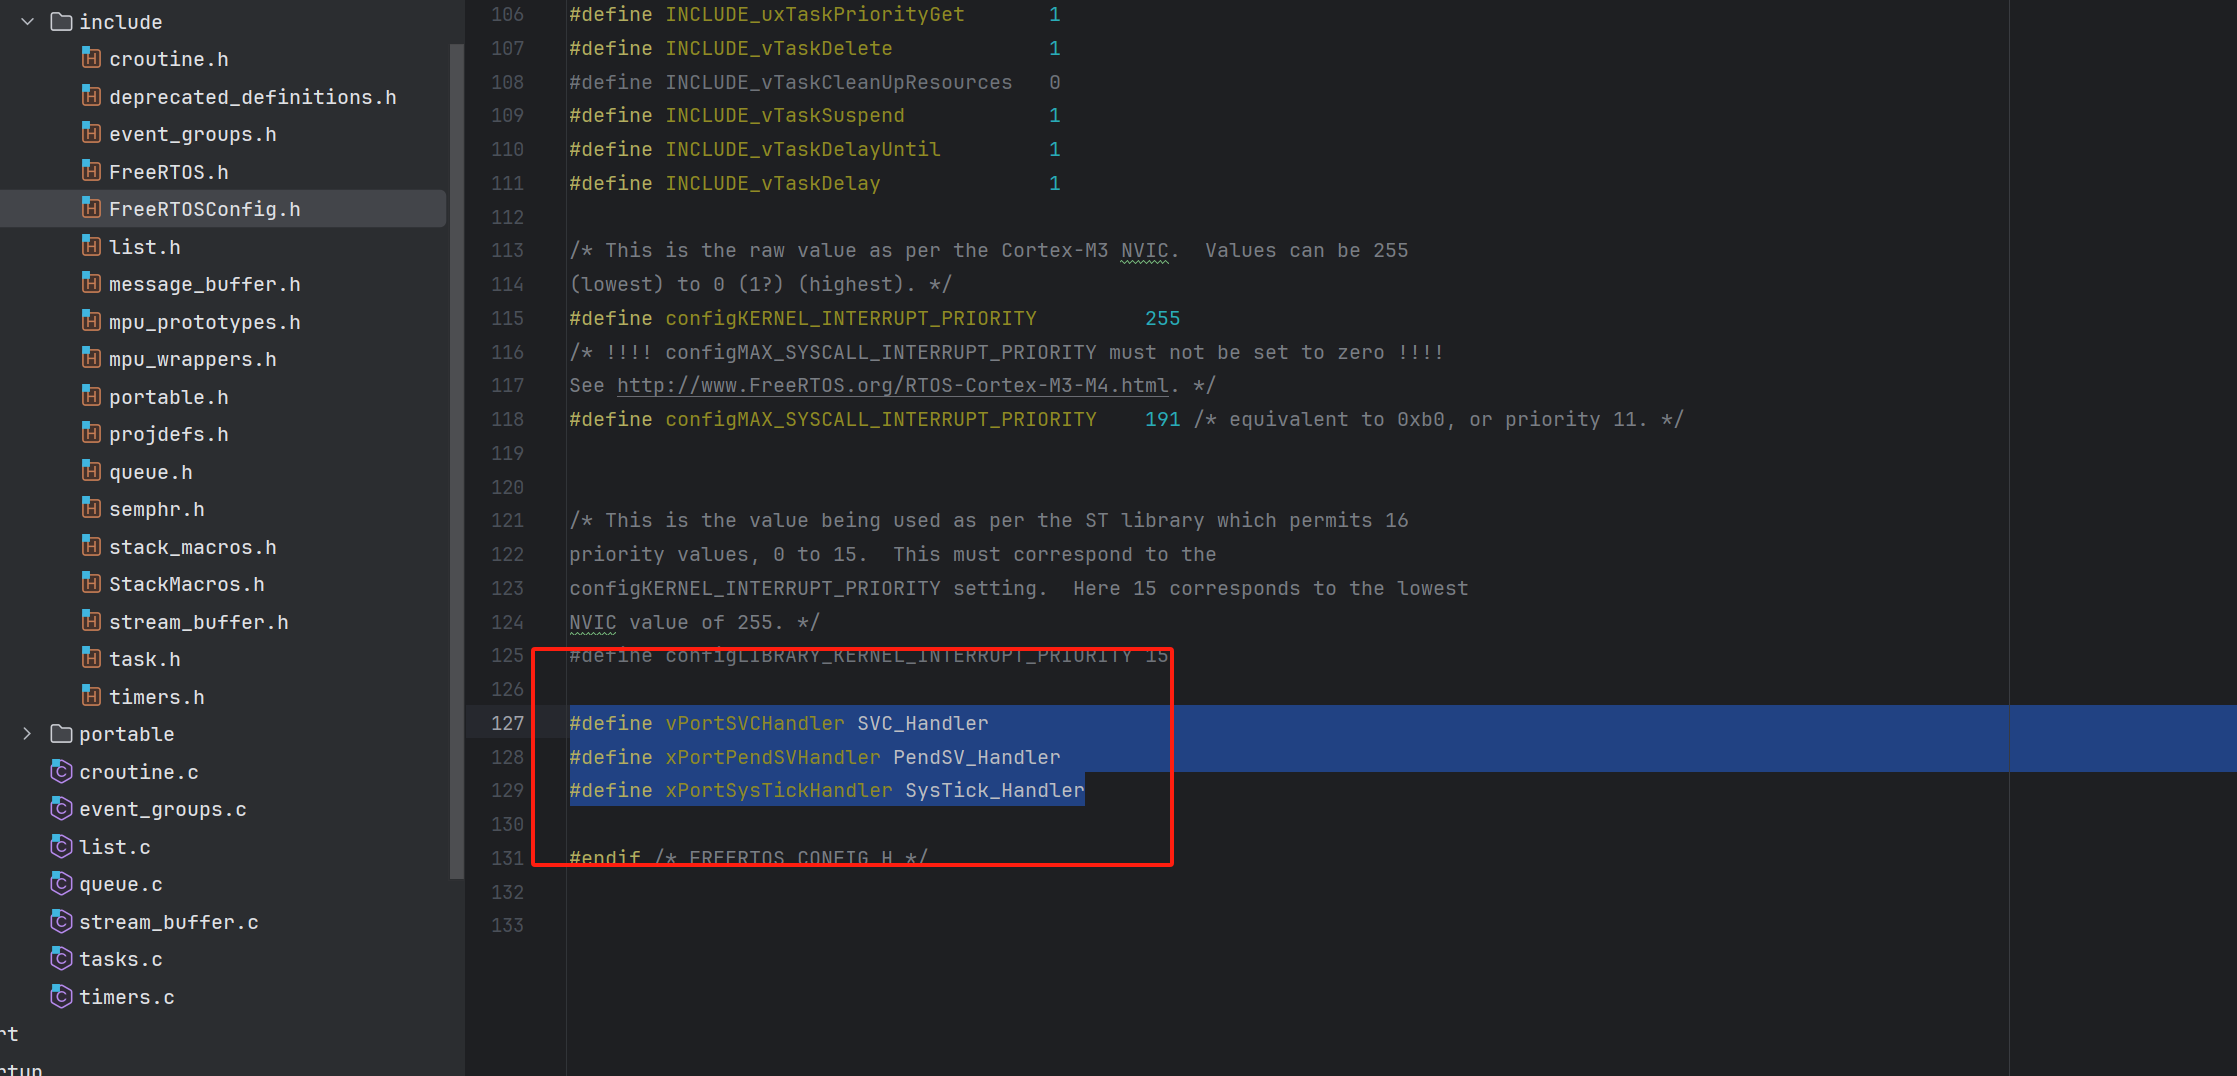 include
croutine.h
deprecated_definitions.h
event_groups.h
FreeRTOS.h
FreeRTOSConfig.h
list.h
message_buffer.h
mpu_prototypes.h
mpu_wrappers.h
portable.h
projdefs.h
queue.h
semphr.h
stack_macros.h
StackMacros.h
stream_buffer.h
task.h
timers.h
portable
croutine.c
event_groups.c
list.c
queue.c
stream_buffer.c
tasks.c
timers.c
rt
rtup
106 #define INCLUDE_uxTaskPriorityGet 1
107 #define INCLUDE_vTaskDelete 1
108 #define INCLUDE_vTaskCleanUpResources 0
109 #define INCLUDE_vTaskSuspend 1
110 #define INCLUDE_vTaskDelayUntil 1
111 #define INCLUDE_vTaskDelay 1
112
113 /* This is the raw value as per the Cortex-M3 NVIC. Values can be 255
114 (lowest) to 0 (1?) (highest). */
115 #define configKERNEL_INTERRUPT_PRIORITY 255
116 /* !!!! configMAX_SYSCALL_INTERRUPT_PRIORITY must not be set to zero !!!!
117 See http://www.FreeRTOS.org/RTOS-Cortex-M3-M4.html. */
118 #define configMAX_SYSCALL_INTERRUPT_PRIORITY 191 /* equivalent to 0xb0, or priority 11. */
119
120
121 /* This is the value being used as per the ST library which permits 16
122 priority values, 0 to 15. This must correspond to the
123 configKERNEL_INTERRUPT_PRIORITY setting. Here 15 corresponds to the lowest
124 NVIC value of 255. */
125 #define configLIBRARY_KERNEL_INTERRUPT_PRIORITY 15
126
127 #define vPortSVCHandler SVC_Handler
128 #define xPortPendSVHandler PendSV_Handler
129 #define xPortSysTickHandler SysTick_Handler
130
131 #endif /* FREERTOS_CONFIG_H */
132
133